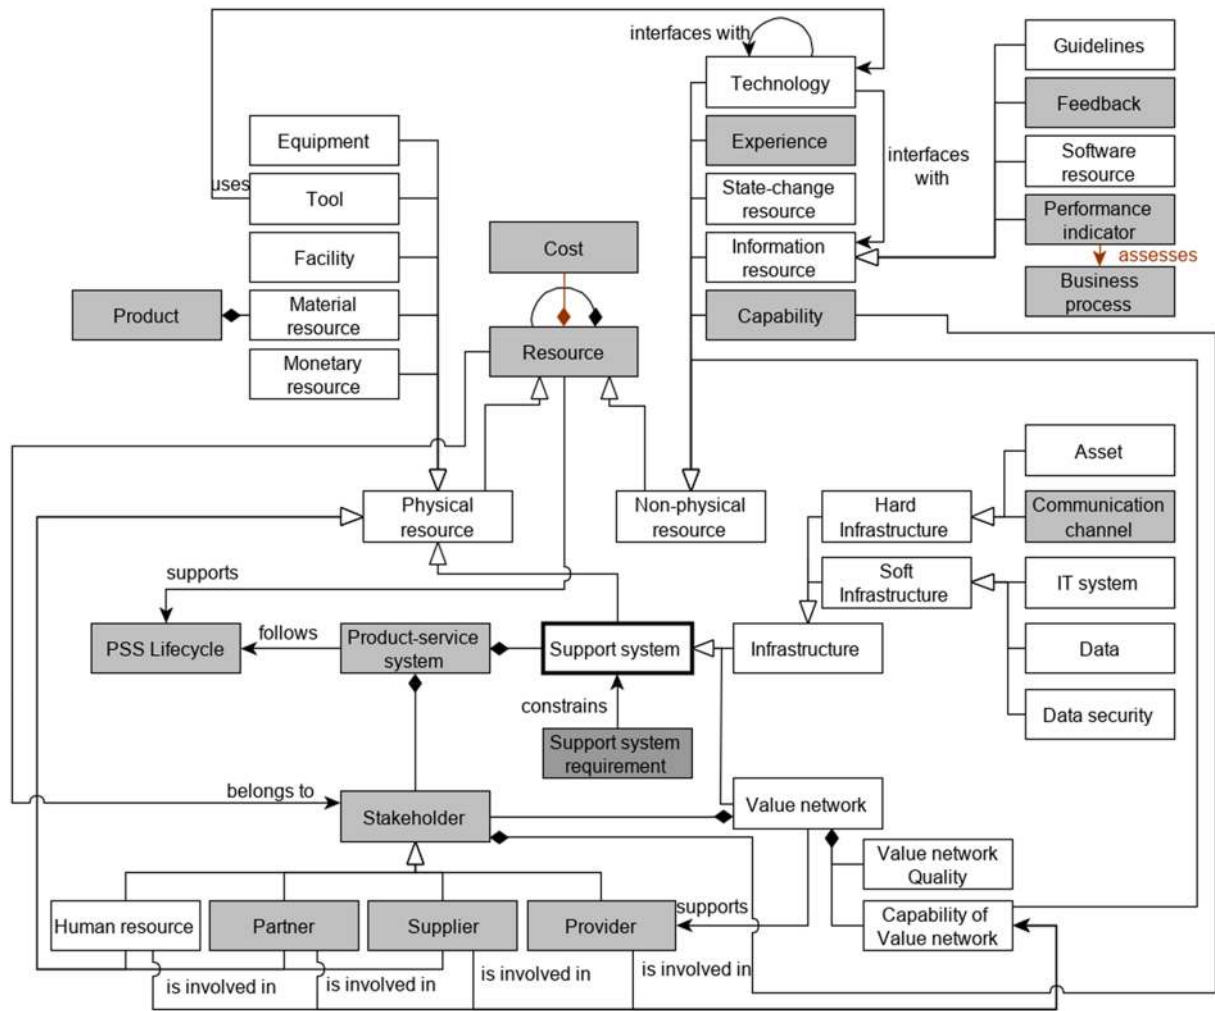 interfaces with
Technology
Guidelines
Experience
Feedback
Equipment
interfaces
with
Software
resource
uses
Tool
State-change
resource
Performance
indicator
Cost
Facility
Information
resource
assesses
Product
Material
resource
Capability
Business
process
Resource
Monetary
resource
Asset
Physical
resource
Non-physical
resource
Hard
Infrastructure
Communication
channel
supports
Soft
Infrastructure
IT system
PSS Lifecycle
follows
Product-service
system
Support system
Infrastructure
Data
constrains
Data security
Support system
requirement
belongs to
Stakeholder
Value network
Value network
Quality
Human resource
Partner
Supplier
Provider
supports
Capability of
Value network
is involved in
is involved in
is involved in
is involved in